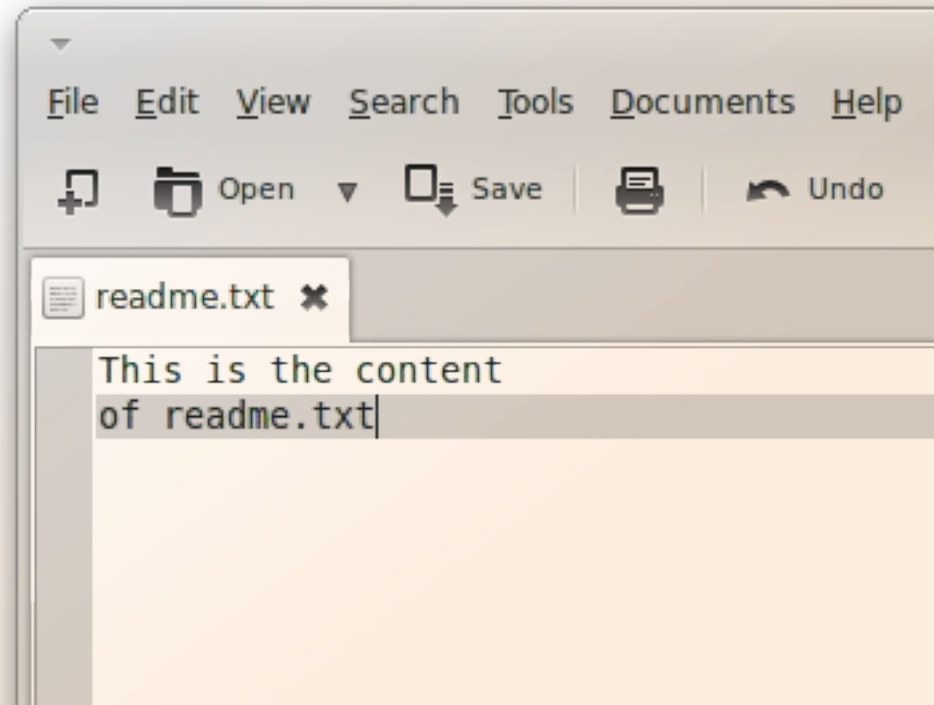 File Edit View Search Tools Documents Help
Open Save Undo
readme.txt
This is the content
of readme.txt